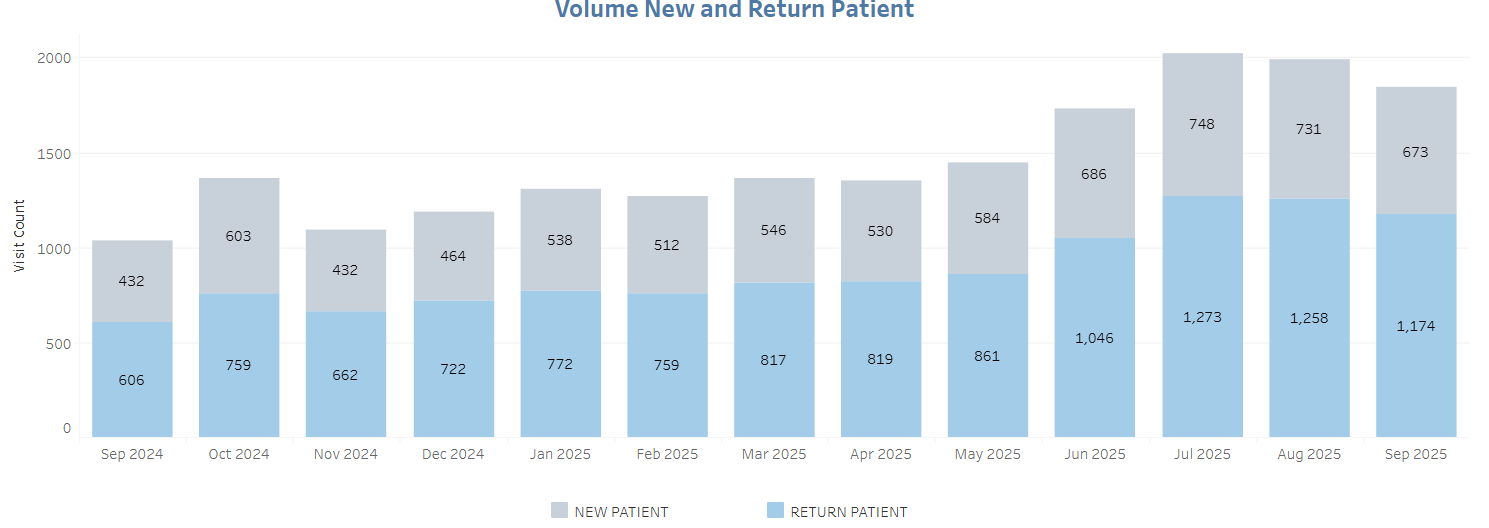 Volume New and Return Patient
Visit Count
2000
1500
1000
500
0
432 603 432 464 538 512 546 530 584 686 748 731 673
606 759 662 722 772 759 817 819 861 1,046 1,273 1,258 1,174
Sep 2024 Oct 2024 Nov 2024 Dec 2024 Jan 2025 Feb 2025 Mar 2025 Apr 2025 May 2025 Jun 2025 Jul 2025 Aug 2025 Sep 2025
NEW PATIENT RETURN PATIENT